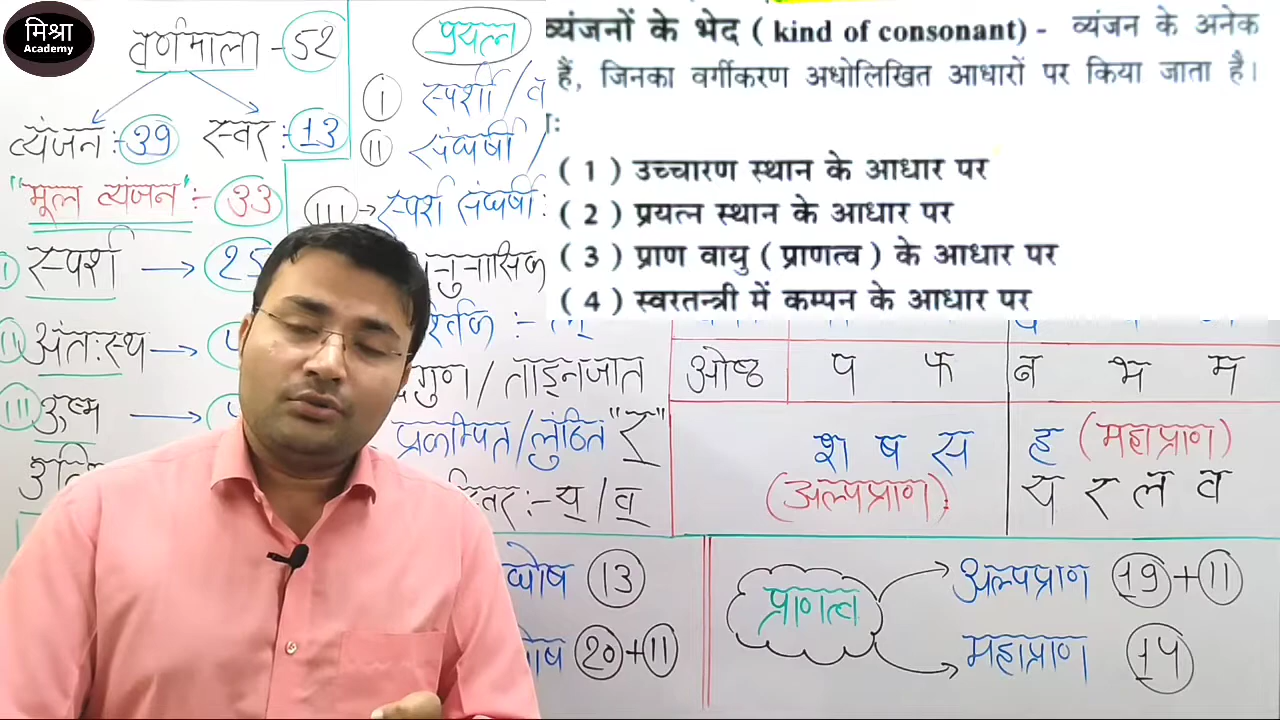 मिश्रा
Academy
वर्णमाला - 52
व्यंजन :- 39 स्वर :- 13
"मूल व्यंजन" :- 33
स्पर्श → 25
अंतःस्थ →
ऊष्म →
प्रयत्न
i स्पर्शी /
ii संघर्षी /
iii → स्पर्श संघर्षी :
प्रकम्पित/लुंठित "र्"
:- य् / व्
घोष 13
20 + 11
व्यंजनों के भेद ( kind of consonant) - व्यंजन के अनेक
हैं, जिनका वर्गीकरण अधोलिखित आधारों पर किया जाता है।
( 1 ) उच्चारण स्थान के आधार पर
( 2 ) प्रयत्न स्थान के आधार पर
( 3 ) प्राण वायु ( प्राणत्व ) के आधार पर
( 4 ) स्वरतन्त्री में कम्पन के आधार पर
ओष्ठ प फ ब भ म
श ष स ह (महाप्राण)
(अल्पप्राण) य र ल व
प्राणत्व
अल्पप्राण 19 + 11
महाप्राण 14